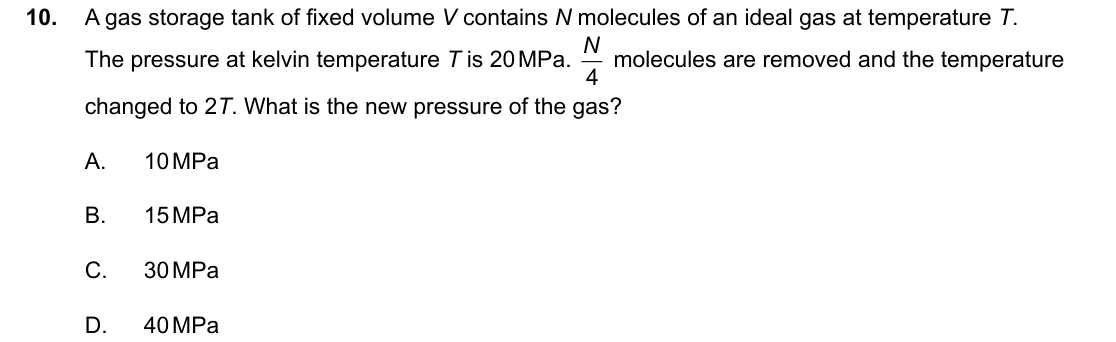 10. A gas storage tank of fixed volume V contains N molecules of an ideal gas at temperature T.
The pressure at kelvin temperature T is 20 MPa. N/4 molecules are removed and the temperature
changed to 2T. What is the new pressure of the gas?
A. 10 MPa
B. 15 MPa
C. 30 MPa
D. 40 MPa